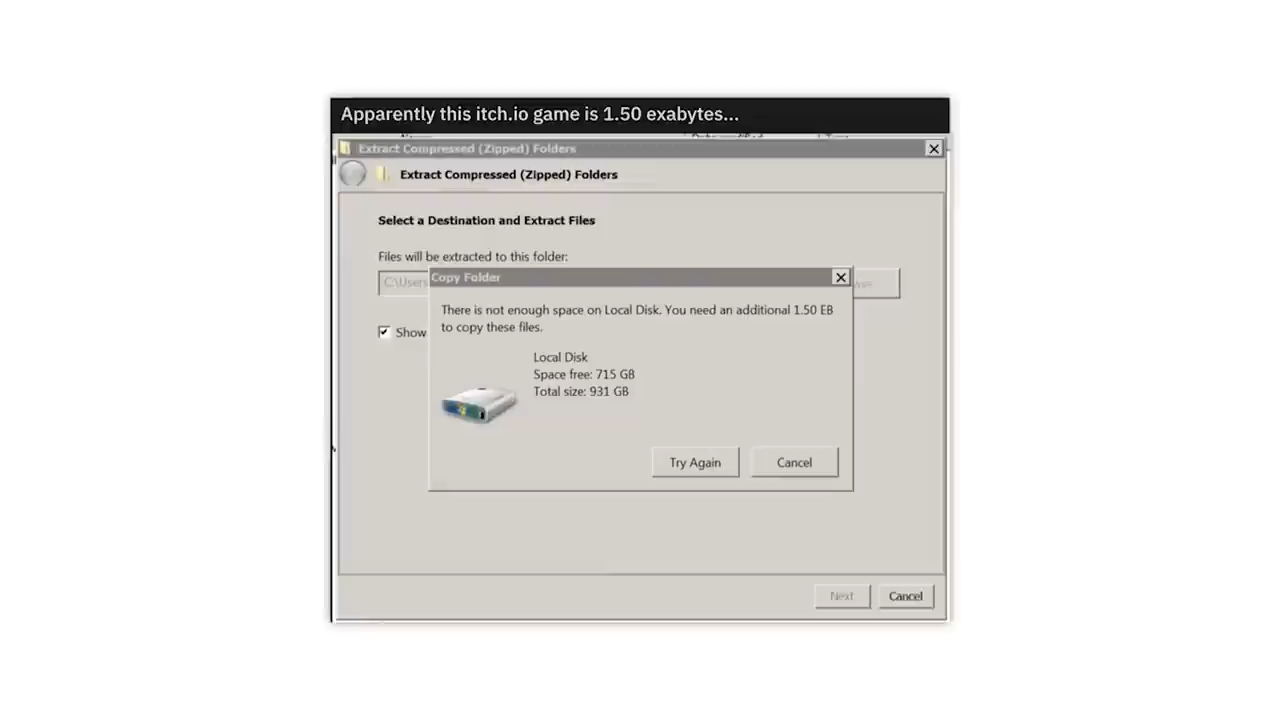 Apparently this itch.io game is 1.50 exabytes...
Extract Compressed (Zipped) Folders
Extract Compressed (Zipped) Folders
Select a Destination and Extract Files
Files will be extracted to this folder:
C:\Users
Show
Copy Folder
There is not enough space on Local Disk. You need an additional 1.50 EB
to copy these files.
Local Disk
Space free: 715 GB
Total size: 931 GB
Try Again
Cancel
Next
Cancel